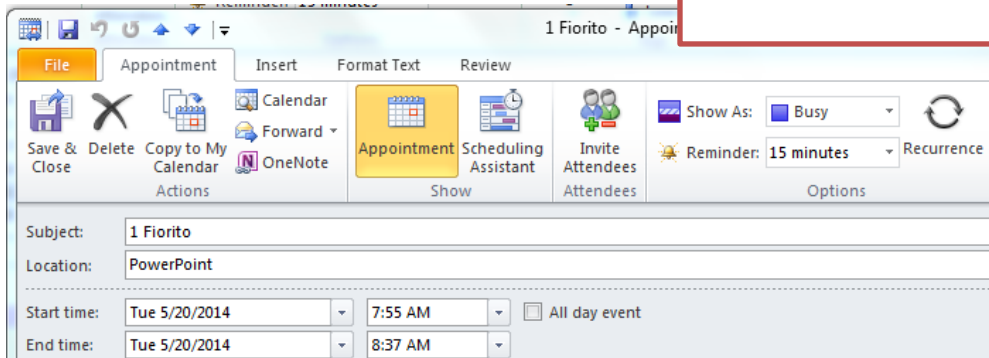 Reminder 15 minutes
1 Fiorito - Appoi
File Appointment Insert Format Text Review
Save & Close
Delete
Copy to My Calendar
Calendar
Forward
OneNote
Actions
Appointment
Scheduling Assistant
Show
Invite Attendees
Attendees
Show As: Busy
Reminder: 15 minutes
Recurrence
Options
Subject: 1 Fiorito
Location: PowerPoint
Start time: Tue 5/20/2014 7:55 AM All day event
End time: Tue 5/20/2014 8:37 AM